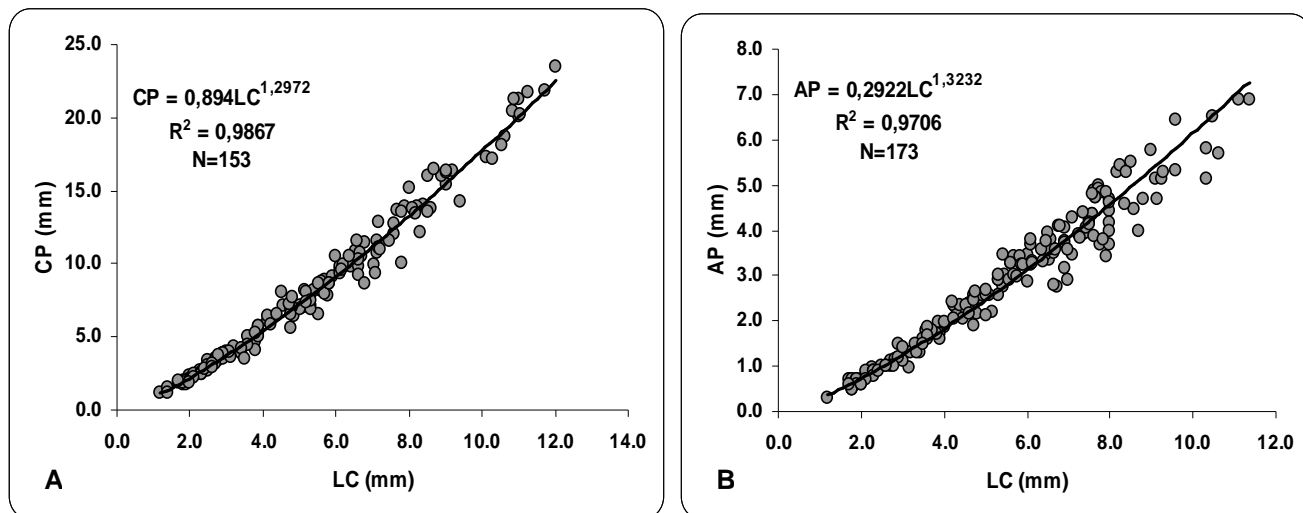 25.0
20.0
15.0
10.0
5.0
0.0
CP (mm)
CP = 0,894LC^1,2972
R² = 0,9867
N=153
0.0 2.0 4.0 6.0 8.0 10.0 12.0 14.0
LC (mm)
A
8.0
7.0
6.0
5.0
4.0
3.0
2.0
1.0
0.0
AP (mm)
AP = 0,2922LC^1,3232
R² = 0,9706
N=173
0.0 2.0 4.0 6.0 8.0 10.0 12.0
LC (mm)
B